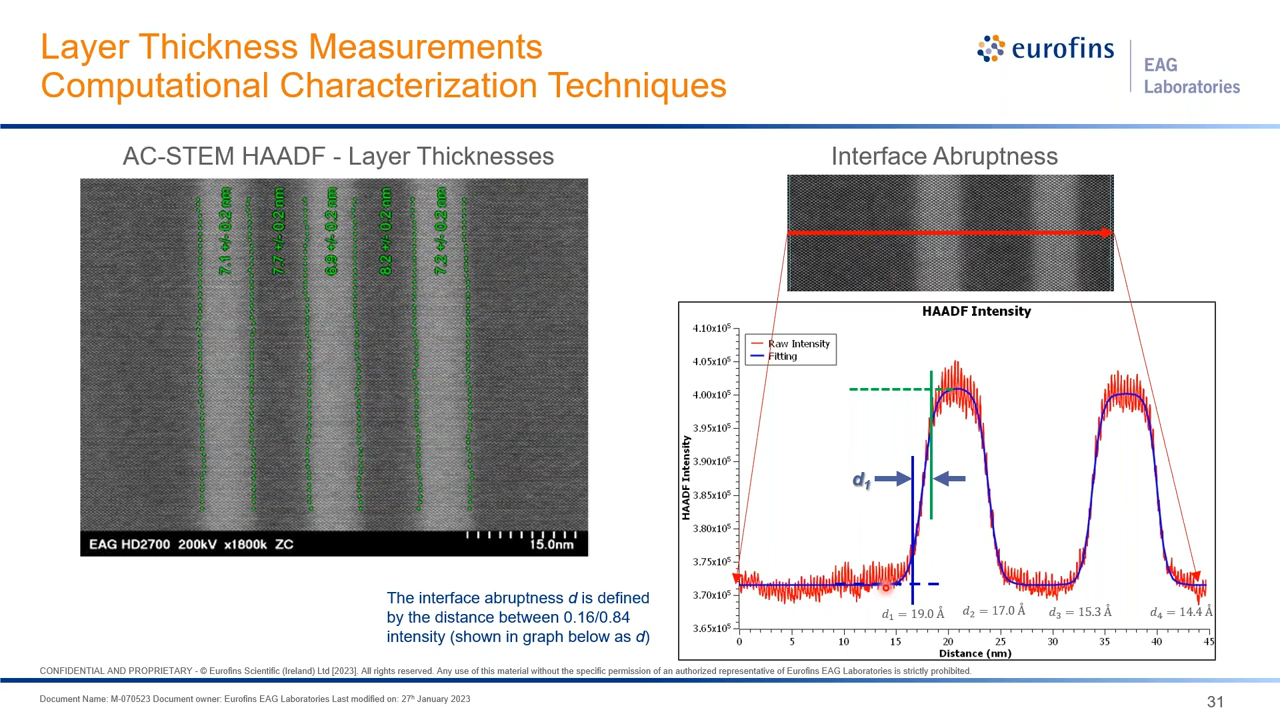 Layer Thickness Measurements
Computational Characterization Techniques
eurofins
EAG
Laboratories
AC-STEM HAADF - Layer Thicknesses
7.1 +/- 0.2 nm
7.7 +/- 0.2 nm
6.9 +/- 0.2 nm
8.2 +/- 0.2 nm
7.2 +/- 0.2 nm
EAG HD2700 200kV x1800k ZC
15.0nm
The interface abruptness d is defined
by the distance between 0.16/0.84
intensity (shown in graph below as d)
Interface Abruptness
HAADF Intensity
Raw Intensity
Fitting
HAADF Intensity
4.10x10⁵
4.05x10⁵
4.00x10⁵
3.95x10⁵
3.90x10⁵
3.85x10⁵
3.80x10⁵
3.75x10⁵
3.70x10⁵
3.65x10⁵
d₁
d₁ = 19.0 Å
d₂ = 17.0 Å
d₃ = 15.3 Å
d₄ = 14.4 Å
0 5 10 15 20 25 30 35 40 45
Distance (nm)
CONFIDENTIAL AND PROPRIETARY - © Eurofins Scientific (Ireland) Ltd [2023]. All rights reserved. Any use of this material without the specific permission of an authorized representative of Eurofins EAG Laboratories is strictly prohibited.
Document Name: M-070523 Document owner: Eurofins EAG Laboratories Last modified on: 27ᵗʰ January 2023
31